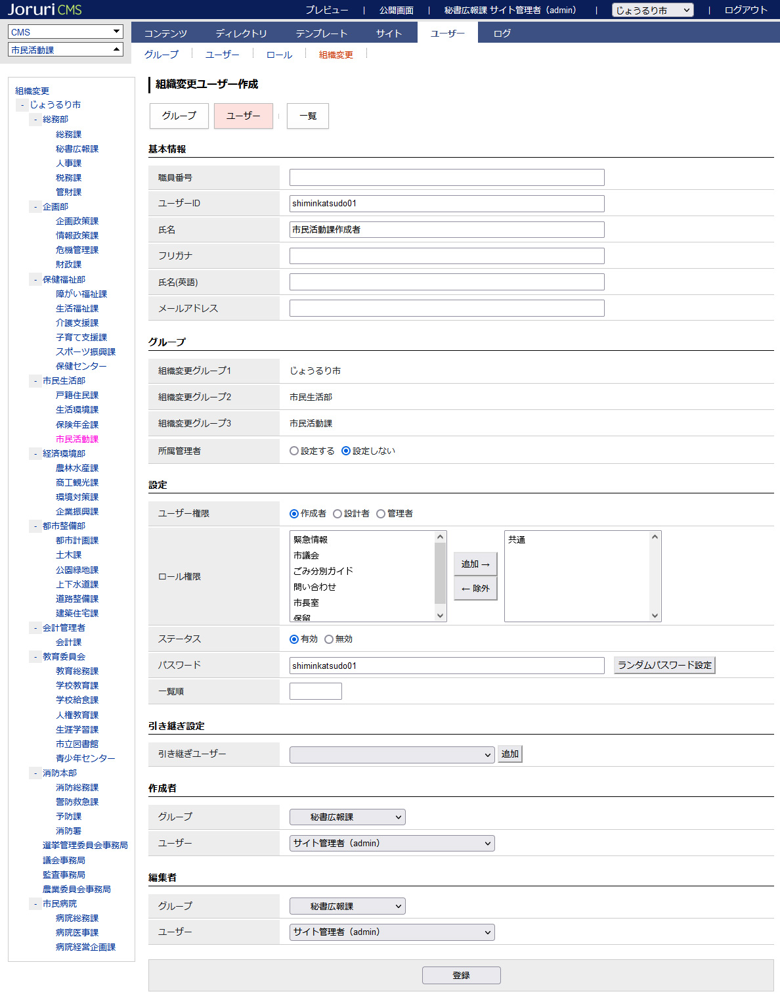 Joruri CMS
プレビュー | 公開画面 | 秘書広報課 サイト管理者（admin） | じょうるり市 | ログアウト
CMS
市民活動課
コンテンツ ディレクトリ テンプレート サイト ユーザー ログ
グループ ユーザー ロール 組織変更
組織変更
- じょうるり市
- 総務部
総務課
秘書広報課
人事課
税務課
管財課
- 企画部
企画政策課
情報政策課
危機管理課
財政課
- 保健福祉部
障がい福祉課
生活福祉課
介護支援課
子育て支援課
スポーツ振興課
保健センター
- 市民生活部
戸籍住民課
生活環境課
保険年金課
市民活動課
- 経済環境部
農林水産課
商工観光課
環境対策課
企業振興課
- 都市整備部
都市計画課
土木課
公園緑地課
上下水道課
道路整備課
建築住宅課
- 会計管理者
会計課
- 教育委員会
教育総務課
学校教育課
学校給食課
人権教育課
生涯学習課
市立図書館
青少年センター
- 消防本部
消防総務課
警防救急課
予防課
消防署
選挙管理委員会事務局
議会事務局
監査事務局
農業委員会事務局
- 市民病院
病院総務課
病院医事課
病院経営企画課
組織変更ユーザー作成
グループ ユーザー 一覧
基本情報
職員番号
ユーザーID shiminkatsudo01
氏名 市民活動課作成者
フリガナ
氏名(英語)
メールアドレス
グループ
組織変更グループ1 じょうるり市
組織変更グループ2 市民生活部
組織変更グループ3 市民活動課
所属管理者 設定する 設定しない
設定
ユーザー権限 作成者 設計者 管理者
ロール権限
緊急情報
市議会
ごみ分別ガイド
問い合わせ
市長室
保留
追加 →
← 除外
共通
ステータス 有効 無効
パスワード shiminkatsudo01 ランダムパスワード設定
一覧順
引き継ぎ設定
引き継ぎユーザー 追加
作成者
グループ 秘書広報課
ユーザー サイト管理者（admin）
編集者
グループ 秘書広報課
ユーザー サイト管理者（admin）
登録